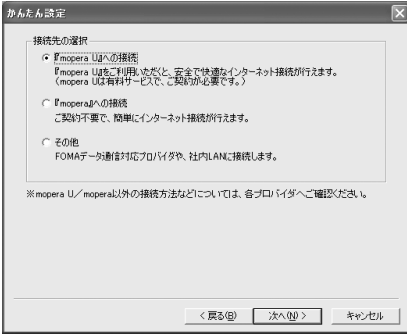 かんたん設定
接続先の選択
『mopera U』への接続
『mopera U』をご利用いただくと、安全で快適なインターネット接続が行えます。
（mopera Uは有料サービスで、ご契約が必要です。）
『mopera』への接続
ご契約不要で、簡単にインターネット接続が行えます。
その他
FOMAデータ通信対応プロバイダや、社内LANに接続します。
※mopera U／mopera以外の接続方法などについては、各プロバイダへご確認ください。
＜戻る(B) 次へ(N)＞ キャンセル